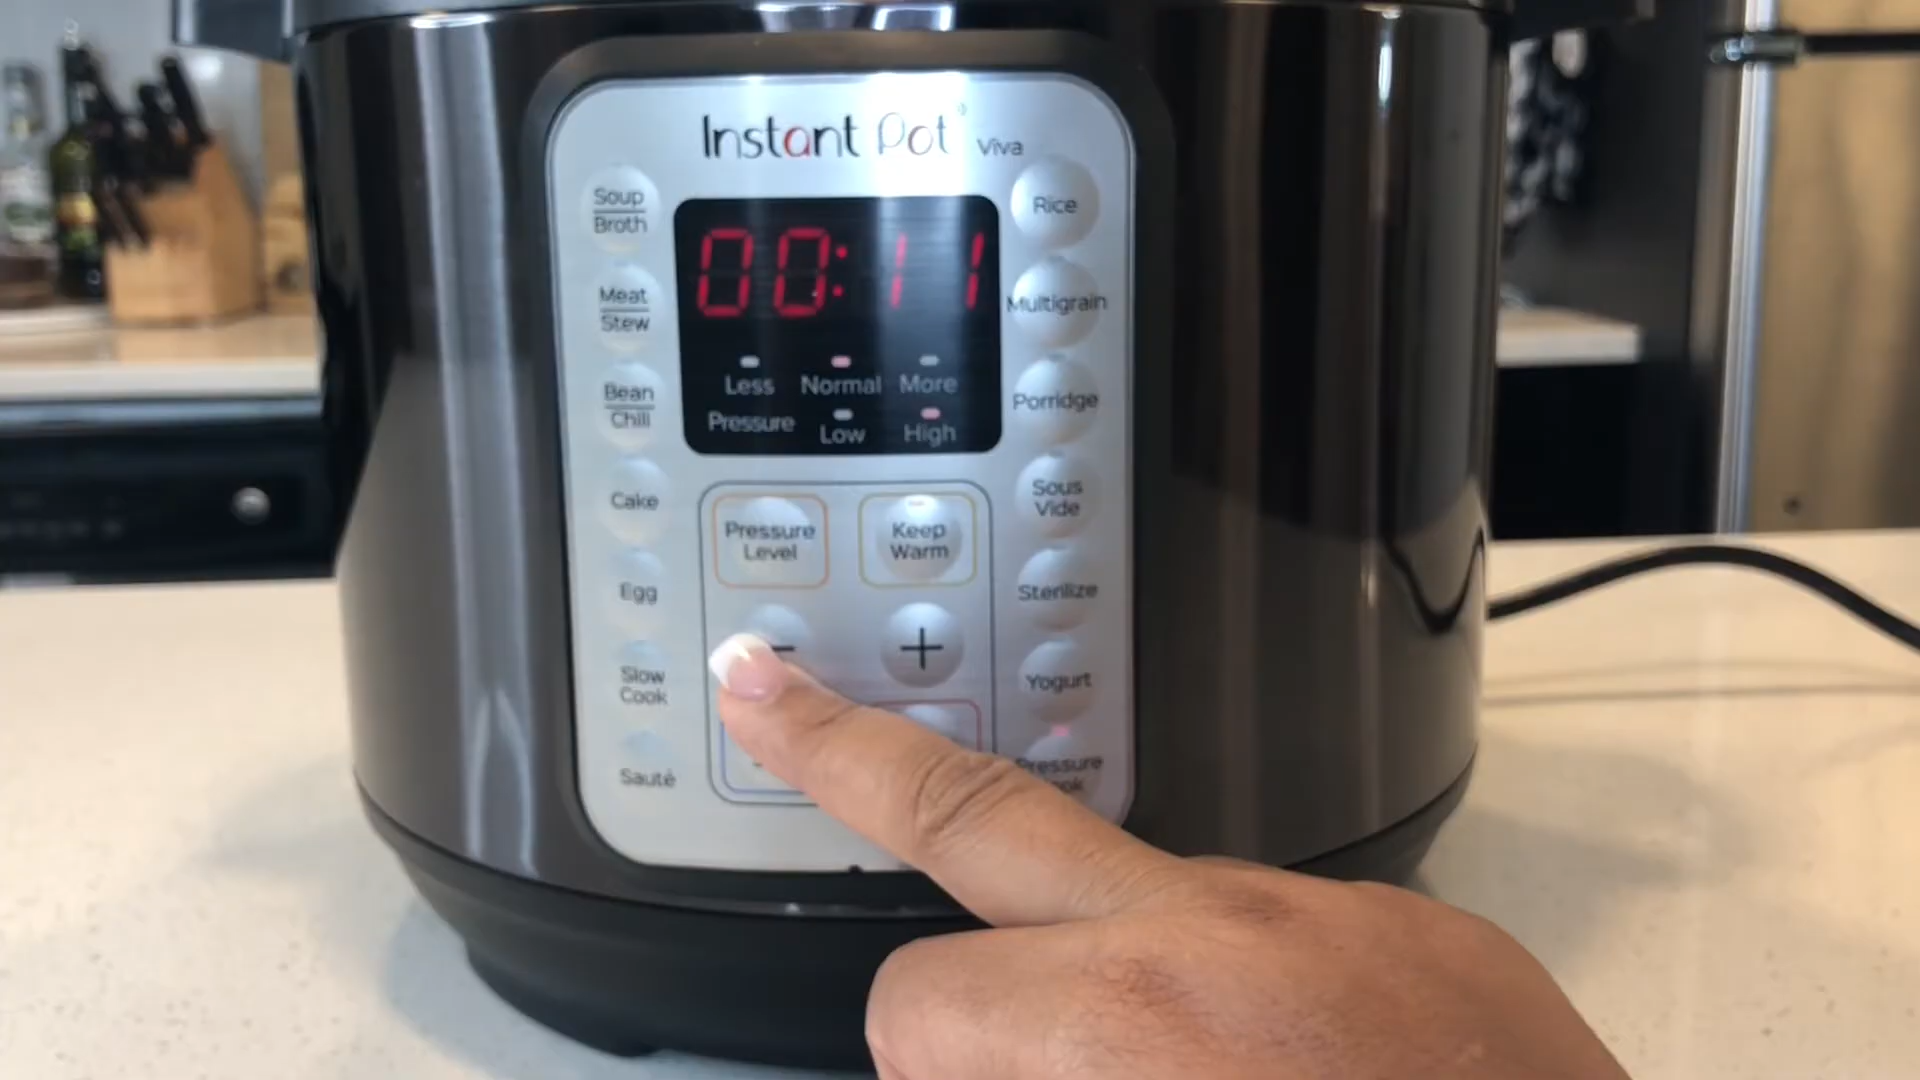 Instant Pot® Viva
00:11
Less Normal More
Pressure Low High
Soup
Broth
Meat
Stew
Bean
Chili
Cake
Egg
Slow
Cook
Sauté
Pressure
Level
Keep
Warm
+
Rice
Multigrain
Porridge
Sous
Vide
Sterilize
Yogurt
Pressure